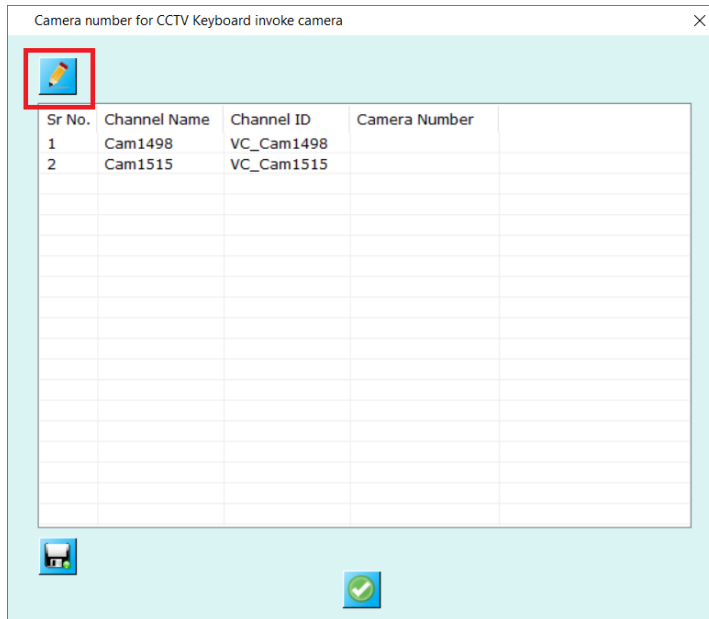 Camera number for CCTV Keyboard invoke camera
Sr No. Channel Name Channel ID Camera Number
1 Cam1498 VC_Cam1498
2 Cam1515 VC_Cam1515